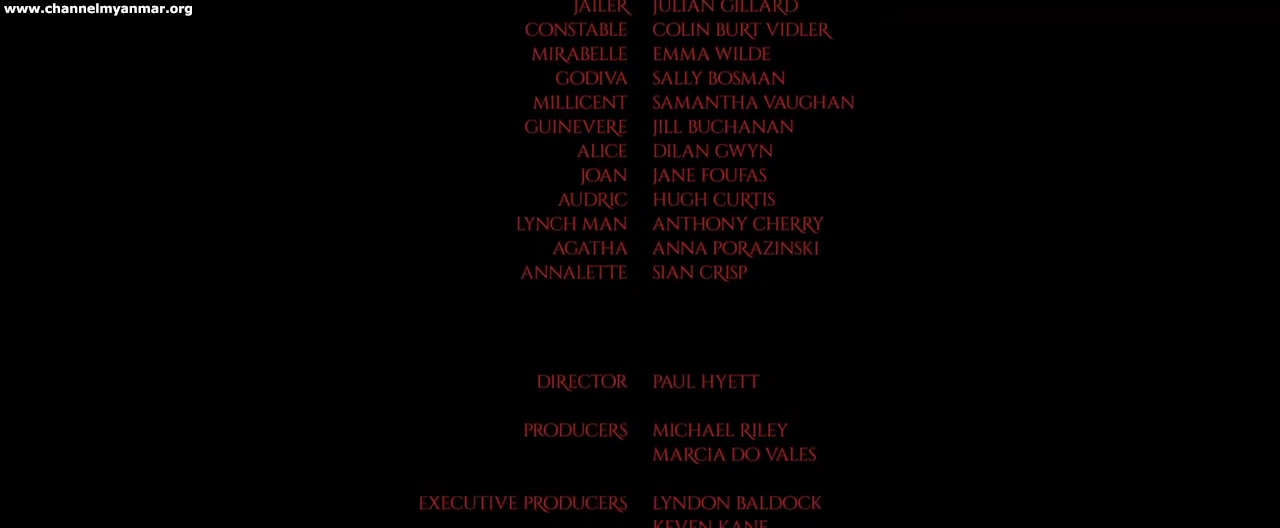 www.channelmyanmar.org
JAILER JULIAN GILLARD
CONSTABLE COLIN BURT VIDLER
MIRABELLE EMMA WILDE
GODIVA SALLY BOSMAN
MILLICENT SAMANTHA VAUGHAN
GUINEVERE JILL BUCHANAN
ALICE DILAN GWYN
JOAN JANE FOUFAS
AUDRIC HUGH CURTIS
LYNCH MAN ANTHONY CHERRY
AGATHA ANNA PORAZINSKI
ANNALETTE SIAN CRISP
DIRECTOR PAUL HYETT
PRODUCERS MICHAEL RILEY
MARCIA DO VALES
EXECUTIVE PRODUCERS LYNDON BALDOCK
KEVEN KANE